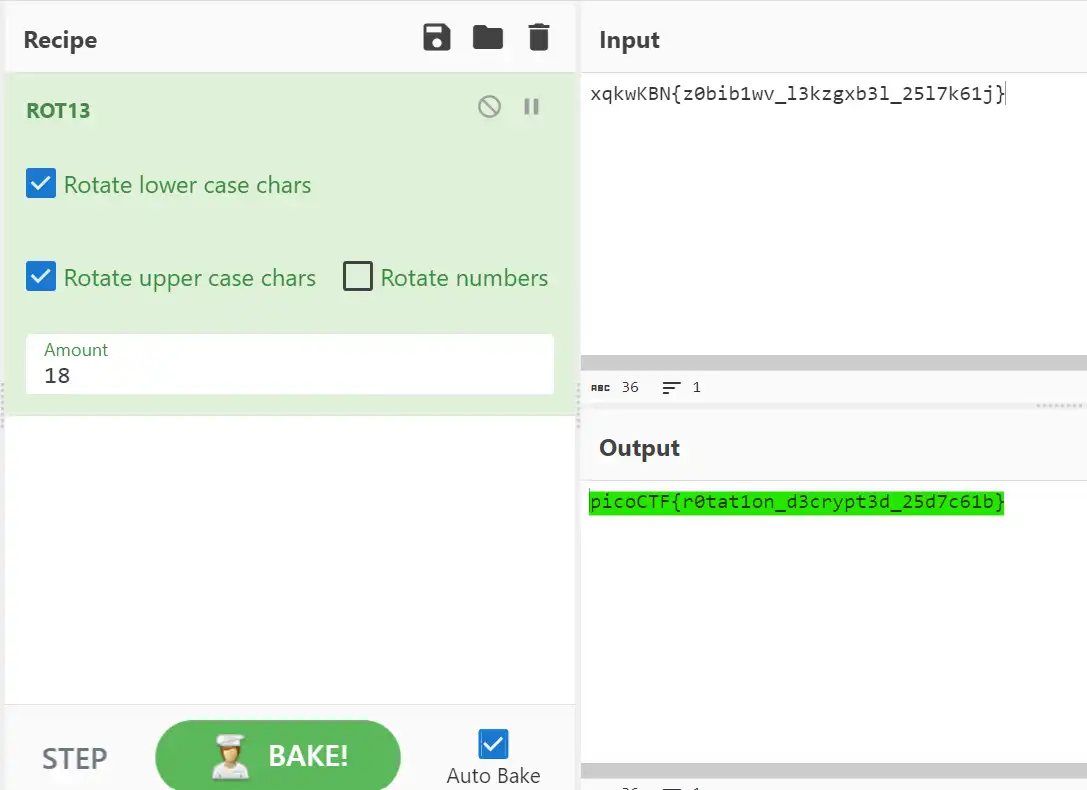 Recipe
ROT13
Rotate lower case chars
Rotate upper case chars Rotate numbers
Amount
18
STEP
BAKE!
Auto Bake
Input
xqkwKBN{z0bib1wv_l3kzgxb3l_25l7k61j}
ABC 36 1
Output
picoCTF{r0tat1on_d3crypt3d_25d7c61b}